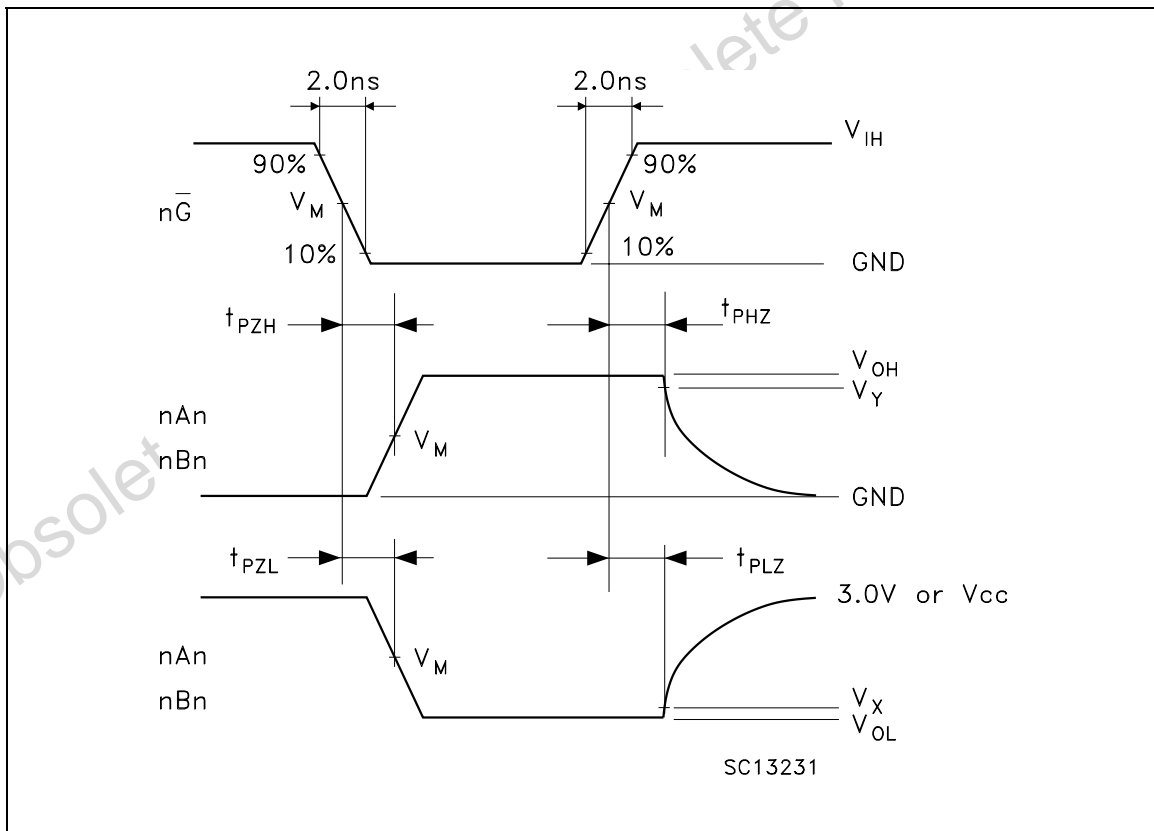 obsolete
2.0ns 2.0ns
V_IH
90% 90%
nG̅ V_M V_M
10% 10%
GND
t_PZH t_PHZ
V_OH
V_Y
nAn
V_M
nBn
GND
t_PZL t_PLZ
3.0V or Vcc
nAn V_M
nBn
V_X
V_OL
SC13231